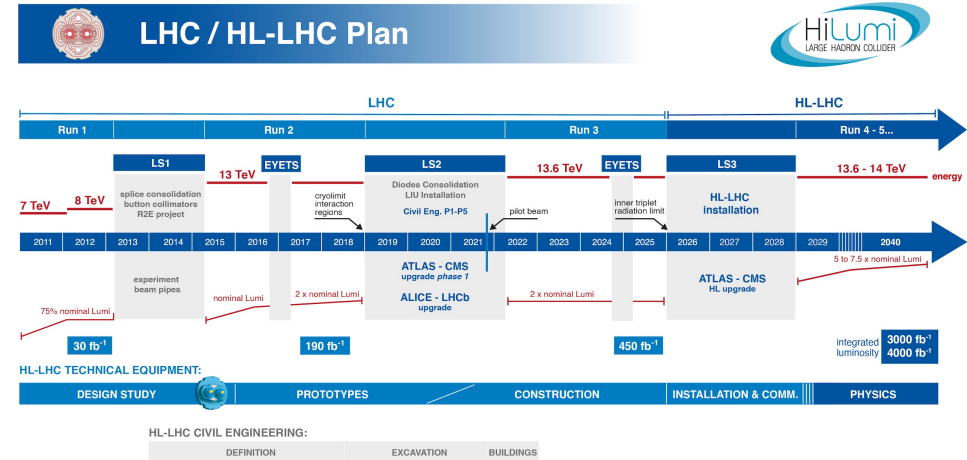 LHC / HL-LHC Plan
HiLumi
LARGE HADRON COLLIDER
LHC
HL-LHC
Run 1
Run 2
Run 3
Run 4 - 5...
LS1
EYETS
LS2
EYETS
LS3
13 TeV
13.6 TeV
13.6 - 14 TeV
energy
7 TeV
8 TeV
splice consolidation
button collimators
R2E project
cryolimit
interaction
regions
Diodes Consolidation
LIU Installation
Civil Eng. P1-P5
pilot beam
inner triplet
radiation limit
HL-LHC
installation
2011
2012
2013
2014
2015
2016
2017
2018
2019
2020
2021
2022
2023
2024
2025
2026
2027
2028
2029
2040
5 to 7.5 x nominal Lumi
experiment
beam pipes
ATLAS - CMS
upgrade phase 1
ALICE - LHCb
upgrade
ATLAS - CMS
HL upgrade
75% nominal Lumi
nominal Lumi
2 x nominal Lumi
2 x nominal Lumi
30 fb⁻¹
190 fb⁻¹
450 fb⁻¹
integrated
luminosity
3000 fb⁻¹
4000 fb⁻¹
HL-LHC TECHNICAL EQUIPMENT:
DESIGN STUDY
PROTOTYPES
CONSTRUCTION
INSTALLATION & COMM.
PHYSICS
HL-LHC CIVIL ENGINEERING:
DEFINITION
EXCAVATION
BUILDINGS